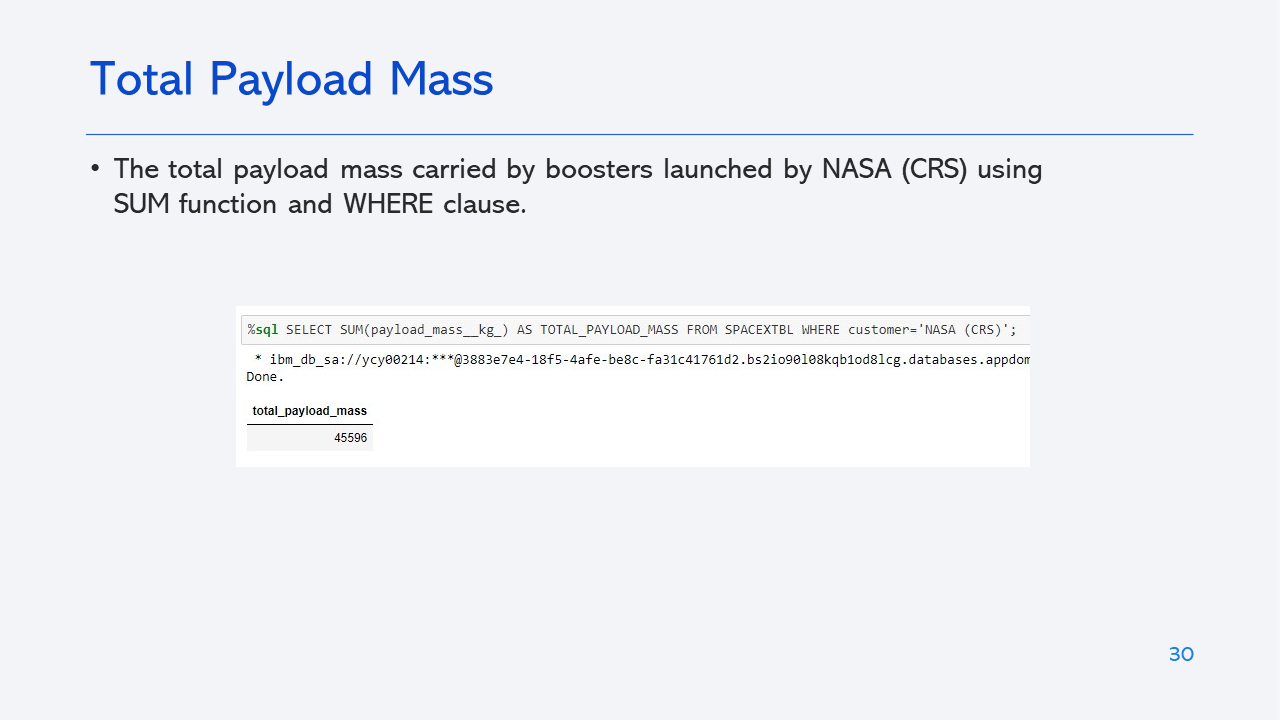 Total Payload Mass
• The total payload mass carried by boosters launched by NASA (CRS) using
SUM function and WHERE clause.
%sql SELECT SUM(payload_mass__kg_) AS TOTAL_PAYLOAD_MASS FROM SPACEXTBL WHERE customer='NASA (CRS)';
* ibm_db_sa://ycy00214:***@3883e7e4-18f5-4afe-be8c-fa31c41761d2.bs2io90l08kqb1od8lcg.databases.appdom
Done.
total_payload_mass
45596
30